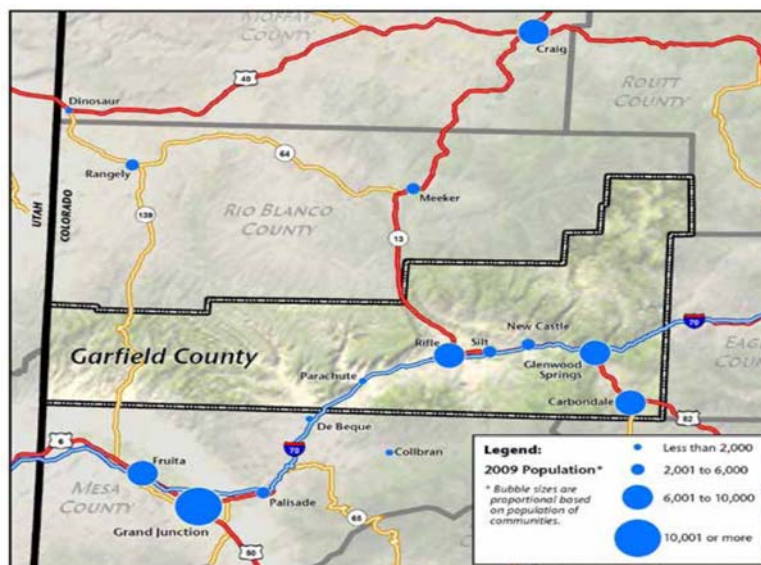 MOFFAT
COUNTY
Craig
40
ROUTT
COUNTY
Dinosaur
64
Rangely
Meeker
139
RIO BLANCO
COUNTY
13
UTAH
COLORADO
70
New Castle
Rifle
Silt
Garfield County
Glenwood
Springs
Parachute
Carbondale
82
De Beque
70
Collbran
6
Fruita
MESA
COUNTY
Palisade
65
Grand Junction
50
Legend:
2009 Population*
* Bubble sizes are
proportional based
on population of
communities.
Less than 2,000
2,001 to 6,000
6,001 to 10,000
10,001 or more